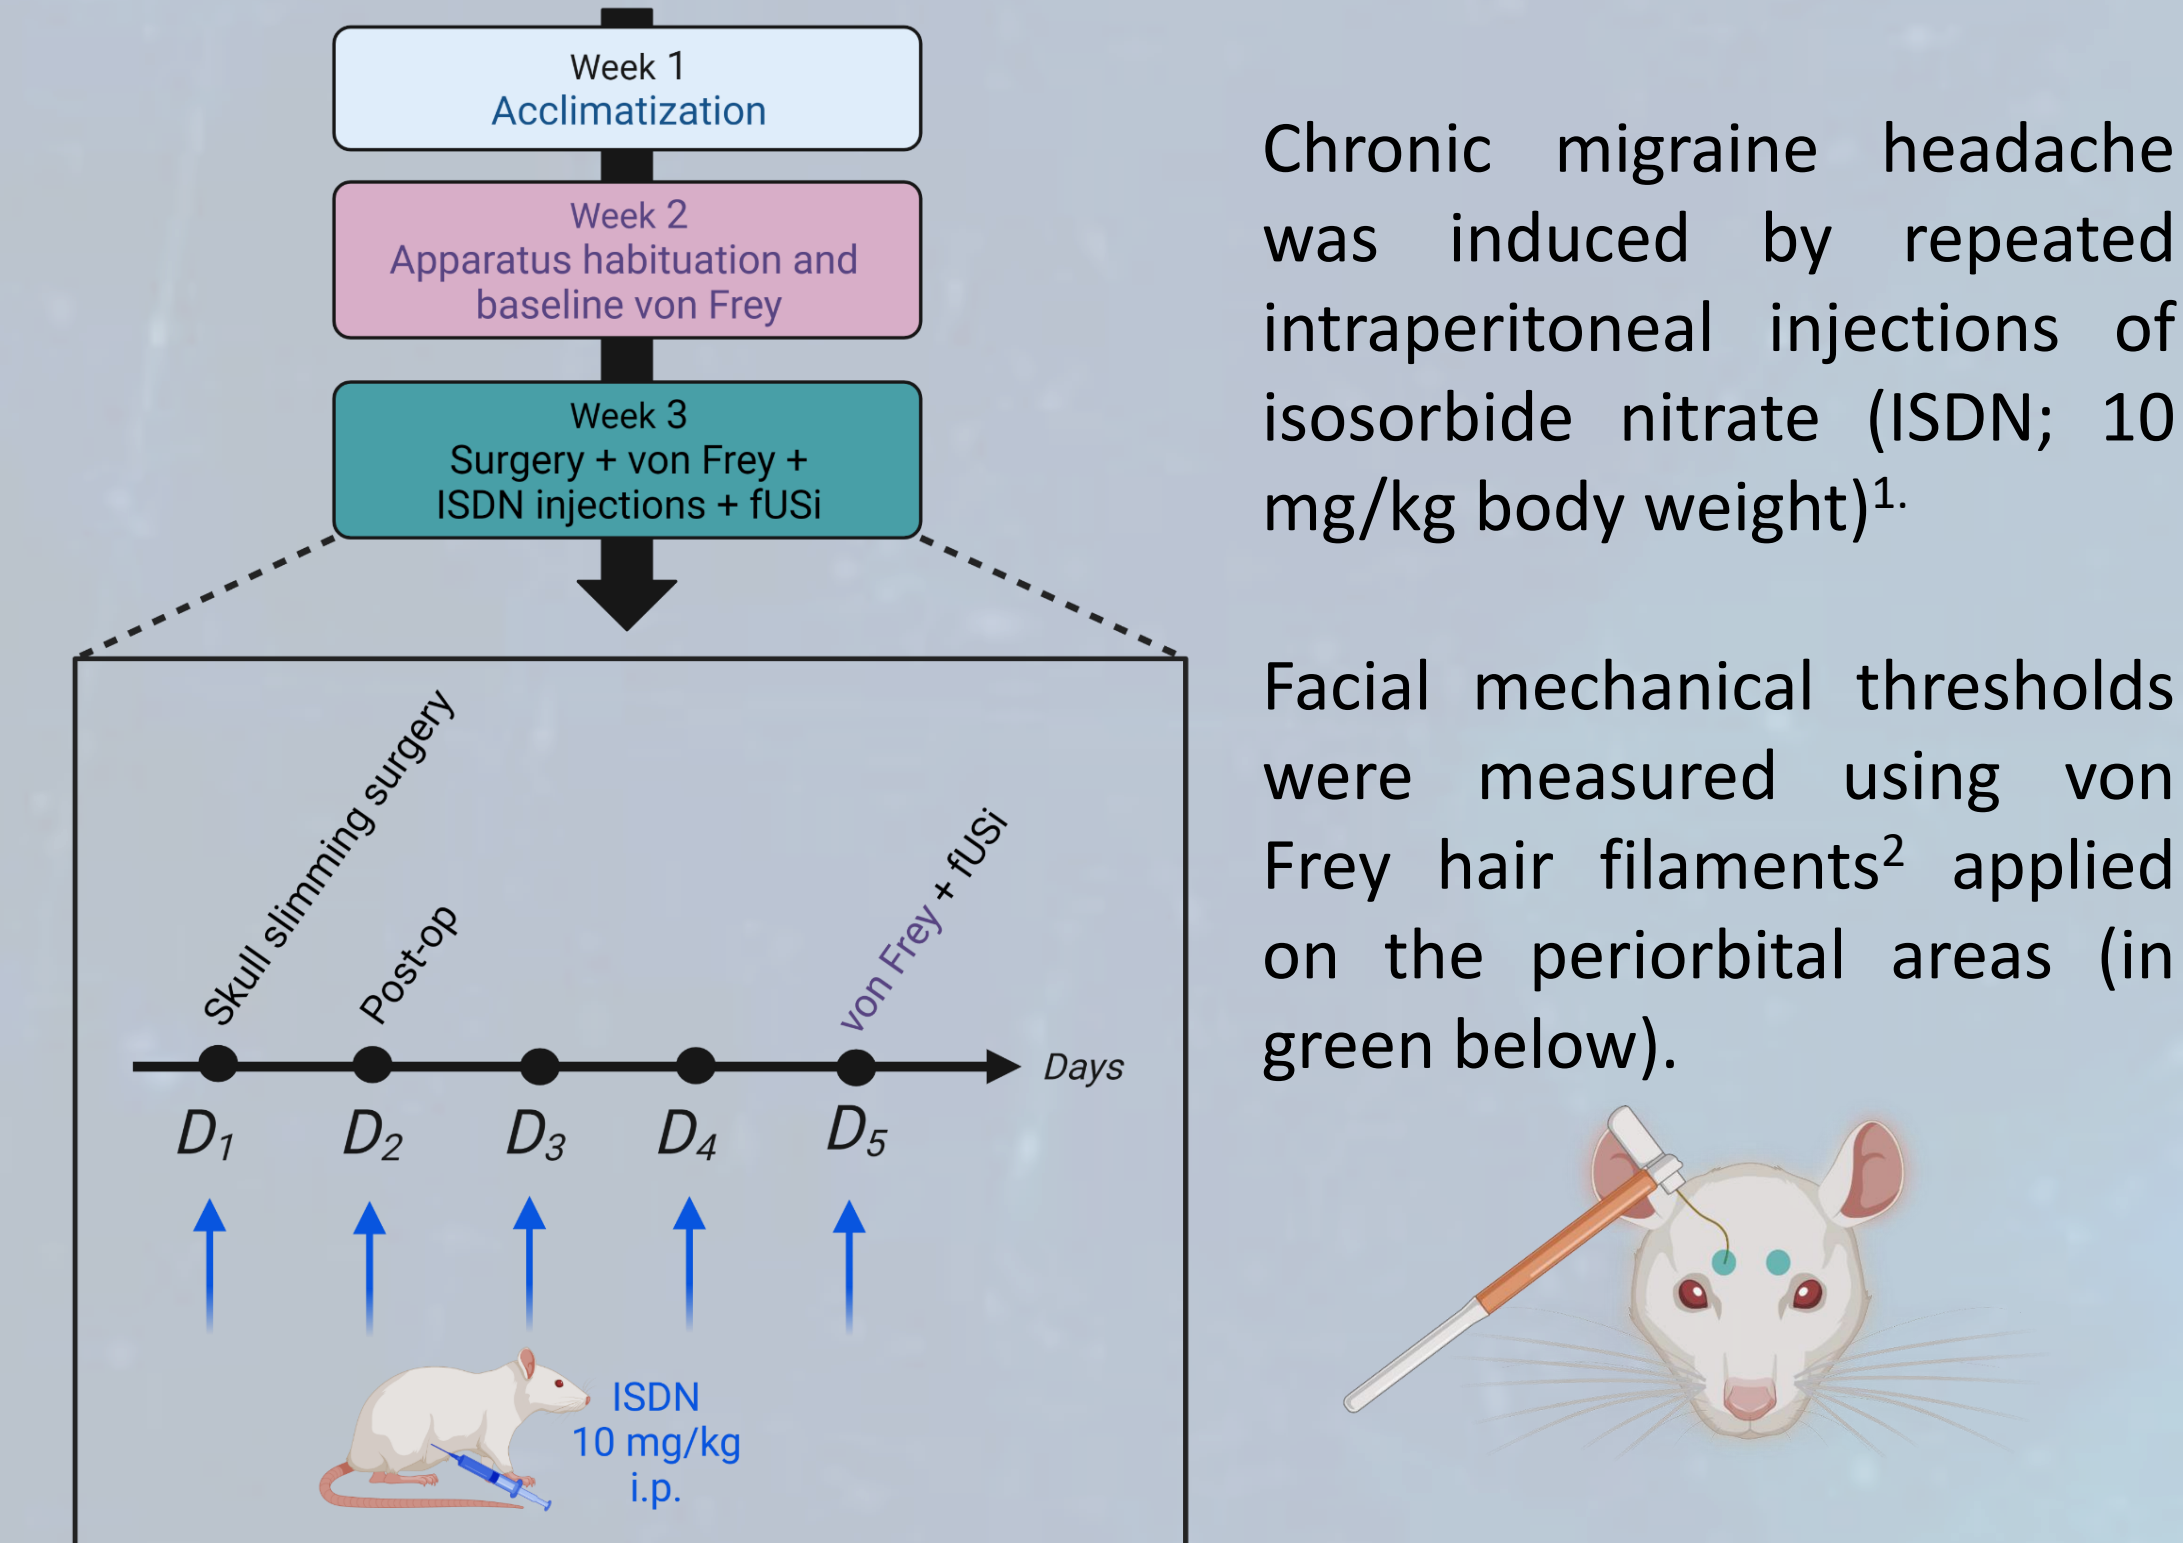 Week 1
Acclimatization
Week 2
Apparatus habituation and
baseline von Frey
Week 3
Surgery + von Frey +
ISDN injections + fUSi
Skull slimming surgery
Post-op
von Frey + fUSi
Days
D1
D2
D3
D4
D5
ISDN
10 mg/kg
i.p.
Chronic migraine headache
was induced by repeated
intraperitoneal injections of
isosorbide nitrate (ISDN; 10
mg/kg body weight)1.
Facial mechanical thresholds
were measured using von
Frey hair filaments2 applied
on the periorbital areas (in
green below).